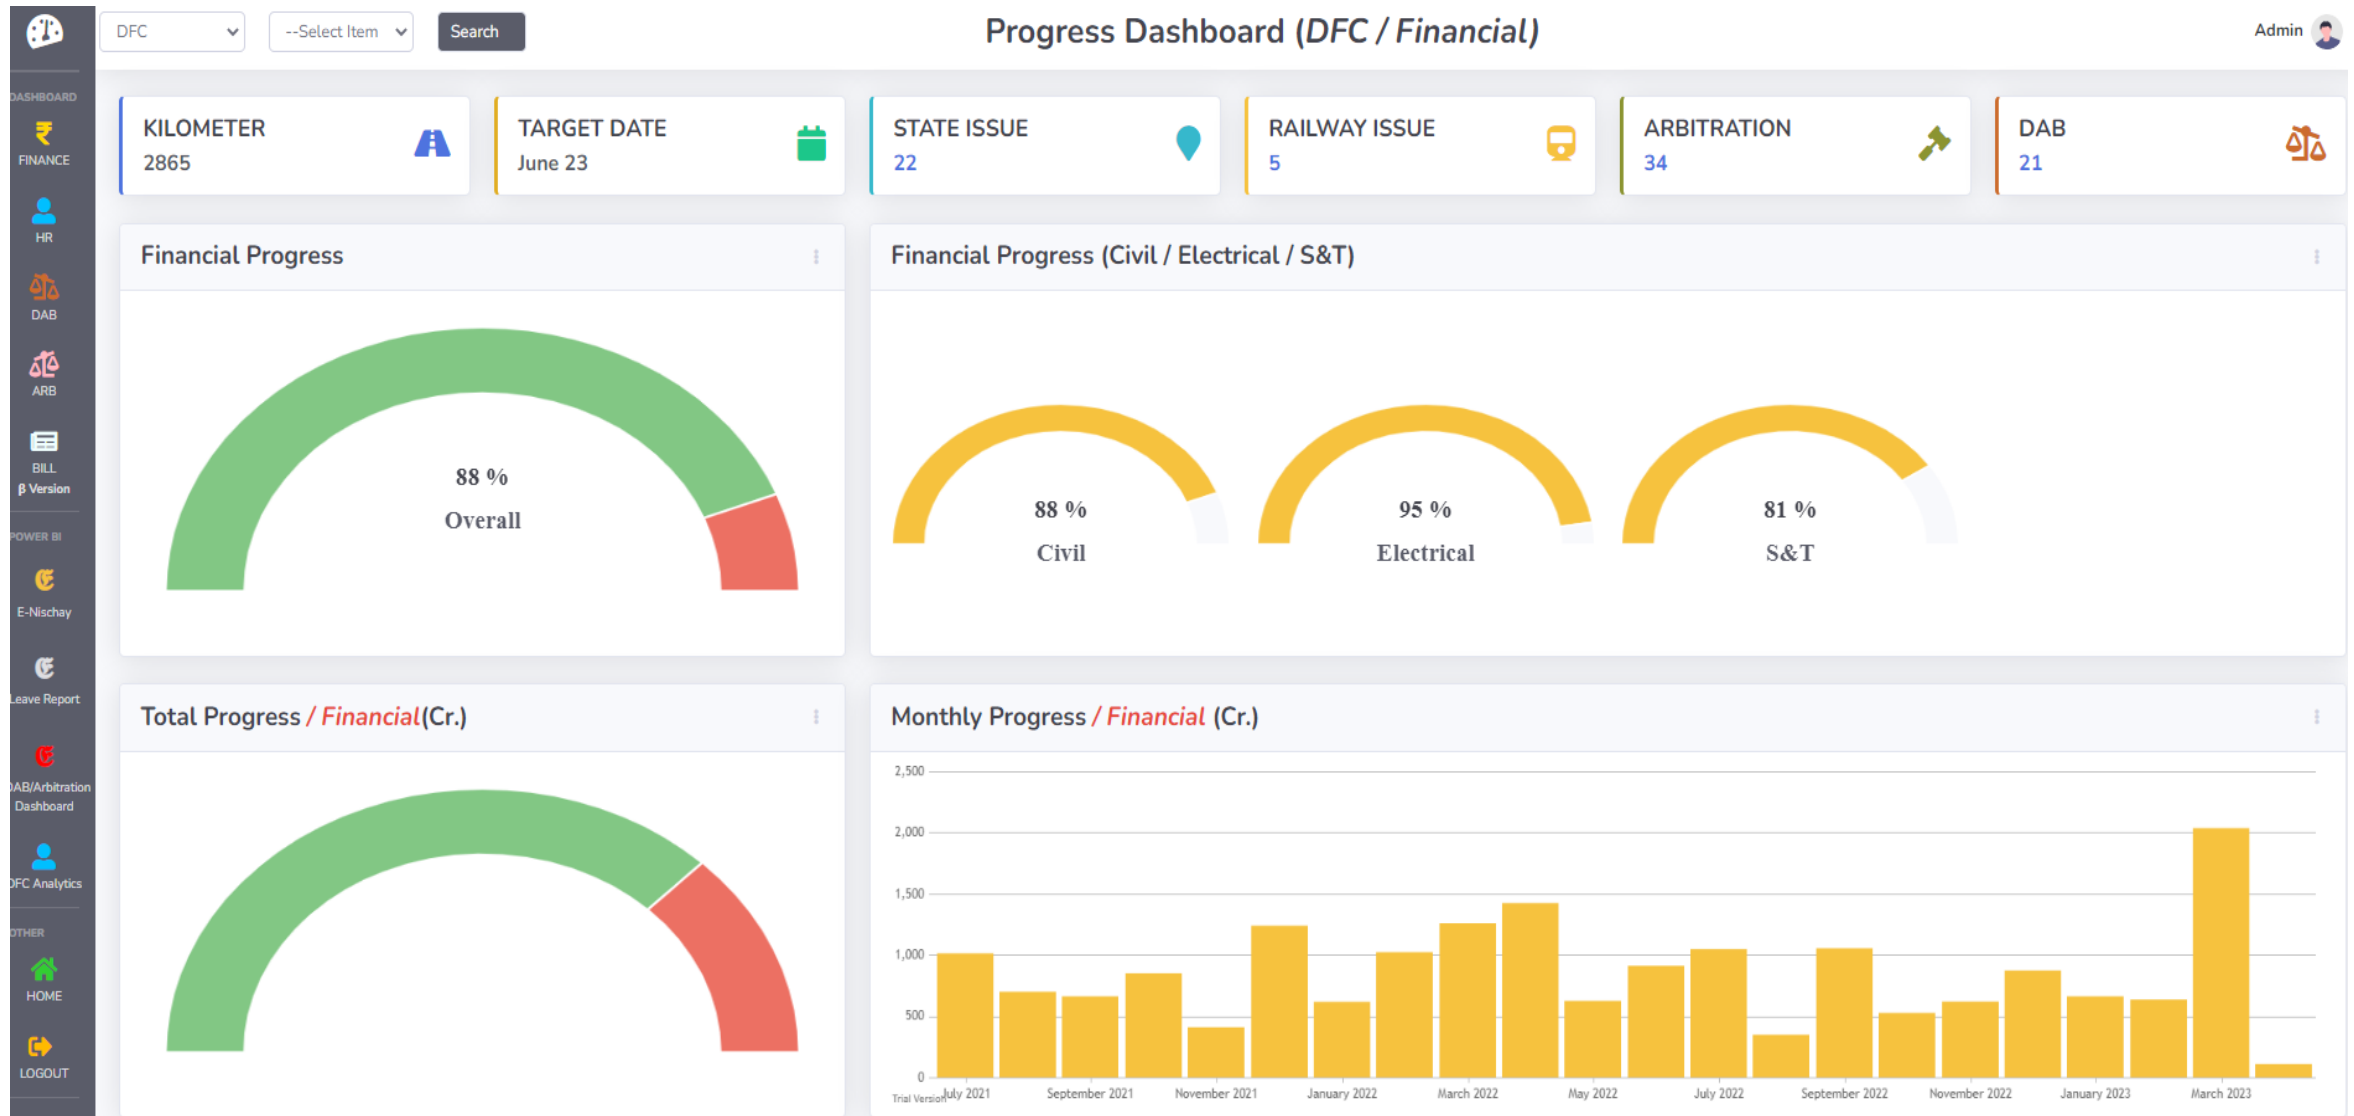 DFC
--Select Item
Search
Progress Dashboard (DFC / Financial)
Admin
DASHBOARD
FINANCE
HR
DAB
ARB
BILL
β Version
POWER BI
E-Nischay
Leave Report
DAB/Arbitration
Dashboard
DFC Analytics
OTHER
HOME
LOGOUT
KILOMETER
2865
TARGET DATE
June 23
STATE ISSUE
22
RAILWAY ISSUE
5
ARBITRATION
34
DAB
21
Financial Progress
88 %
Overall
Financial Progress (Civil / Electrical / S&T)
88 %
Civil
95 %
Electrical
81 %
S&T
Total Progress / Financial(Cr.)
Monthly Progress / Financial (Cr.)
2,500
2,000
1,500
1,000
500
0
Trial Version
July 2021
September 2021
November 2021
January 2022
March 2022
May 2022
July 2022
September 2022
November 2022
January 2023
March 2023